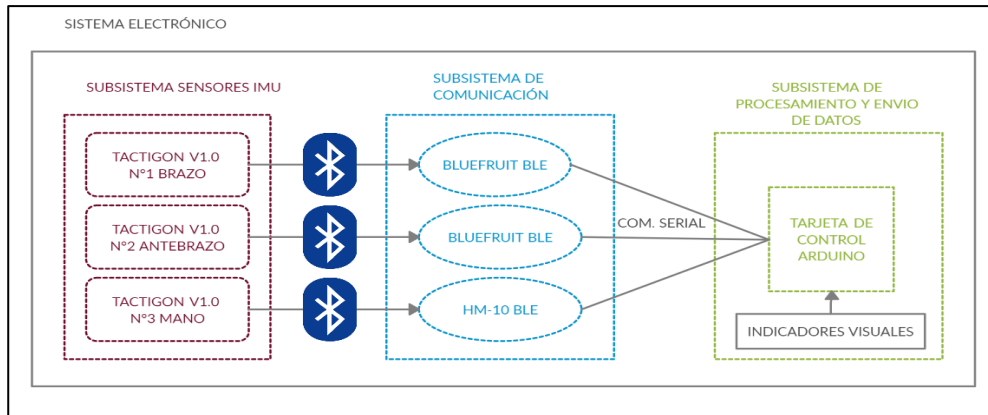 SISTEMA ELECTRÓNICO
SUBSISTEMA SENSORES IMU
TACTIGON V1.0
N°1 BRAZO
TACTIGON V1.0
N°2 ANTEBRAZO
TACTIGON V1.0
N°3 MANO
SUBSISTEMA DE
COMUNICACIÓN
BLUEFRUIT BLE
BLUEFRUIT BLE
HM-10 BLE
COM. SERIAL
SUBSISTEMA DE
PROCESAMIENTO Y ENVIO
DE DATOS
TARJETA DE
CONTROL
ARDUINO
INDICADORES VISUALES